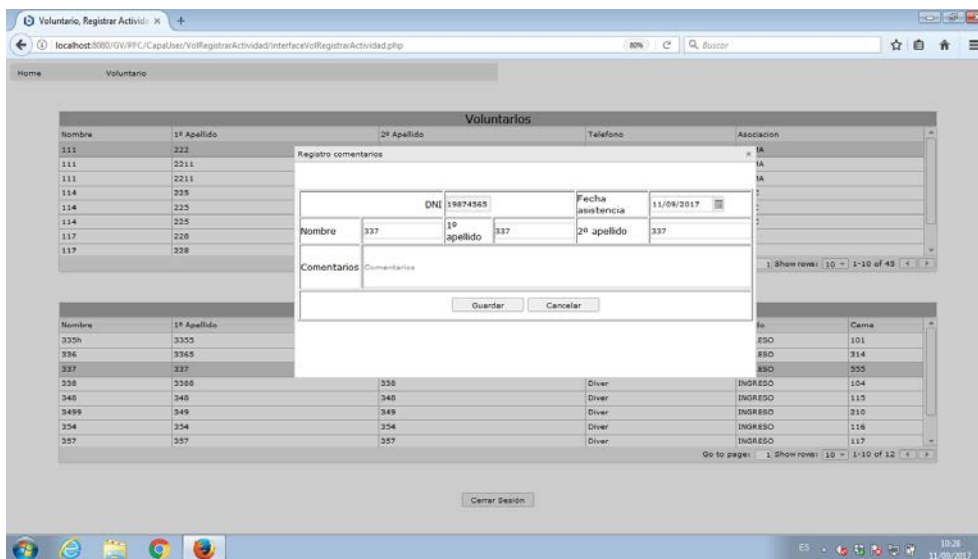 Voluntario, Registrar Activid
localhost:8080/GV/PFC/CapaUser/VolRegistrarActividad/interfaceVolRegistrarActividad.php
80%
Buscar
Home Voluntario
Voluntarios
Nombre 1º Apellido 2º Apellido Telefono Asociacion
111 222
111 2211
111 2211
114 225
114 225
114 225
117 228
117 228
1 Show rows: 10 1-10 of 45
Registro comentarios ×
DNI 19874565 Fecha asistencia 11/09/2017
Nombre 337 1º apellido 337 2º apellido 337
Comentarios Comentarios
Guardar Cancelar
Nombre 1º Apellido Cama
335h 3355 101
336 3365 314
337 337 555
338 3388 338 Diver INGRESO 104
348 348 348 Diver INGRESO 115
3499 349 349 Diver INGRESO 210
354 354 354 Diver INGRESO 116
357 357 357 Diver INGRESO 117
Go to page: 1 Show rows: 10 1-10 of 12
Cerrar Sesión
ES 10:28
11/09/2017